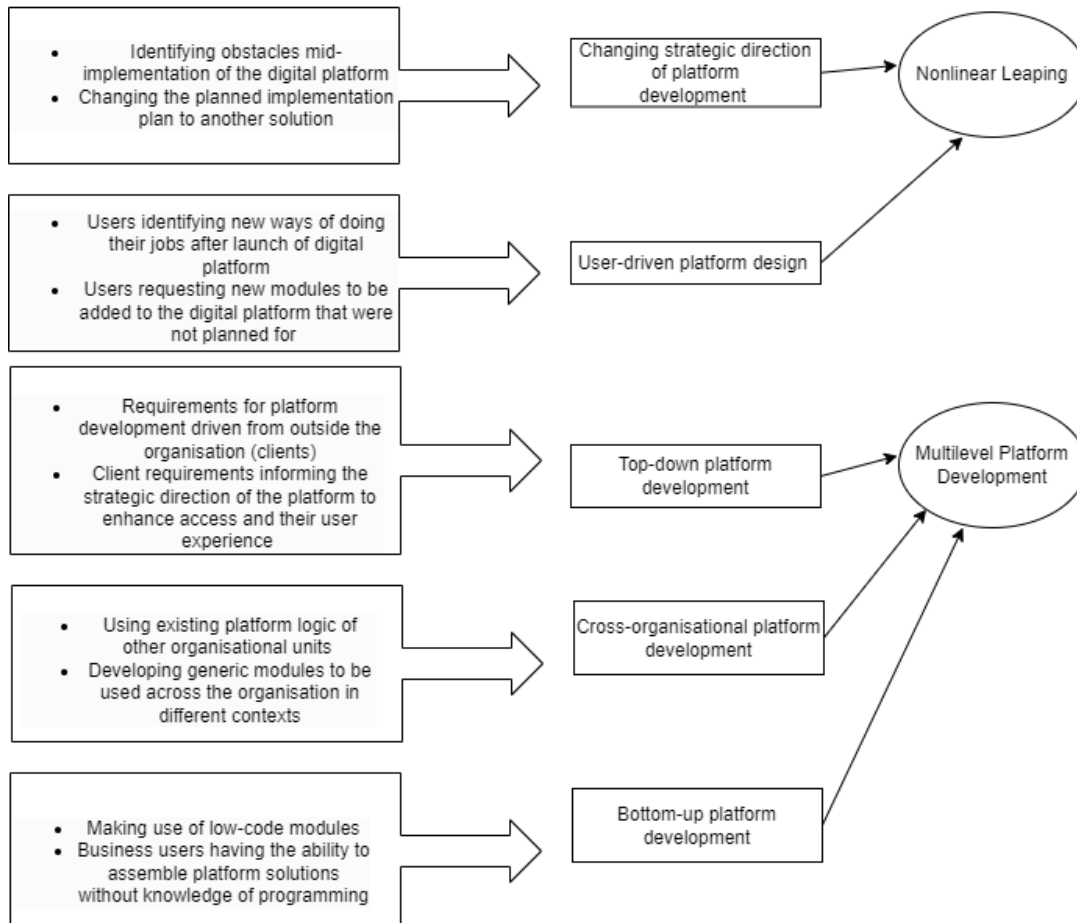 • Identifying obstacles mid-
implementation of the digital platform
• Changing the planned implementation
plan to another solution
Changing strategic direction
of platform
development
Nonlinear Leaping
• Users identifying new ways of doing
their jobs after launch of digital
platform
• Users requesting new modules to be
added to the digital platform that were
not planned for
User-driven platform design
• Requirements for platform
development driven from outside the
organisation (clients)
• Client requirements informing the
strategic direction of the platform to
enhance access and their user
experience
Top-down platform
development
Multilevel Platform
Development
• Using existing platform logic of
other organisational units
• Developing generic modules to be
used across the organisation in
different contexts
Cross-organisational platform
development
• Making use of low-code modules
• Business users having the ability to
assemble platform solutions
without knowledge of programming
Bottom-up platform
development